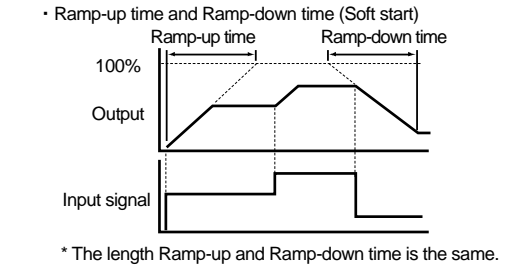 ・Ramp-up time and Ramp-down time (Soft start)
Ramp-up time
Ramp-down time
100%
Output
Input signal
* The length Ramp-up and Ramp-down time is the same.